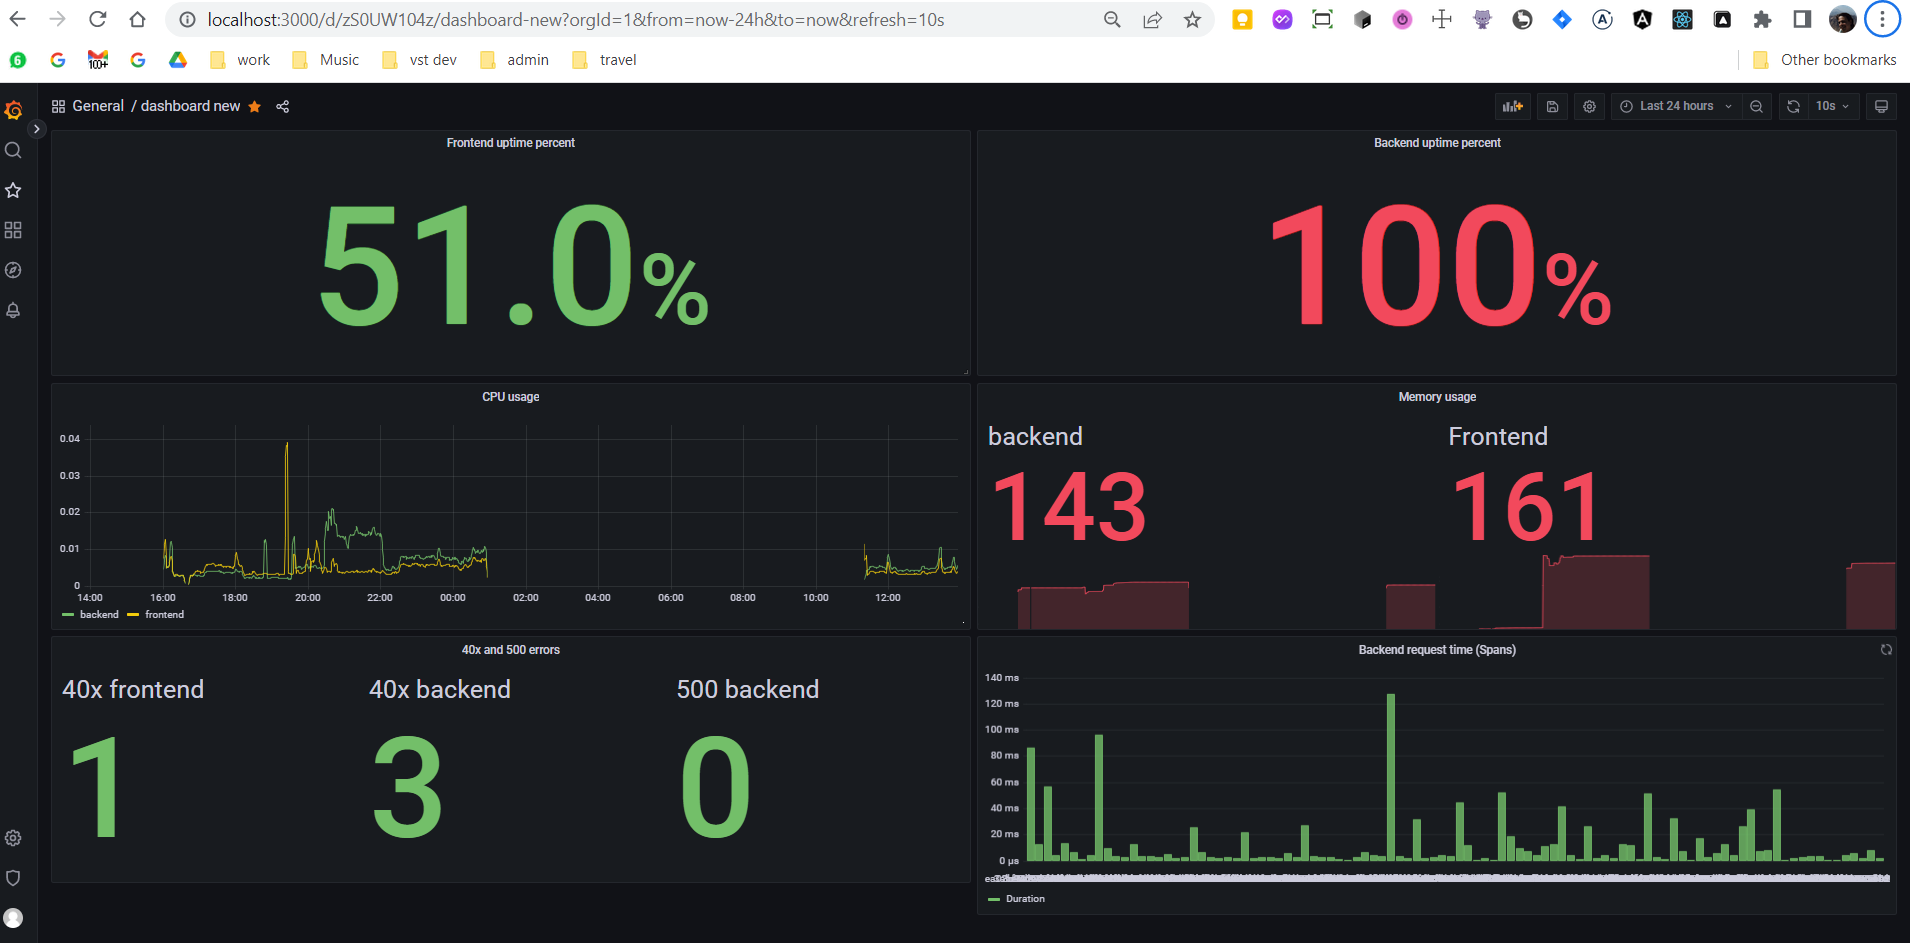 localhost:3000/d/zS0UW104z/dashboard-new?orgId=1&from=now-24h&to=now&refresh=10s
6 100+ work Music vst dev admin travel Other bookmarks
General / dashboard new Last 24 hours 10s
Frontend uptime percent
51.0%
Backend uptime percent
100%
CPU usage
0.04
0.03
0.02
0.01
0
14:00 16:00 18:00 20:00 22:00 00:00 02:00 04:00 06:00 08:00 10:00 12:00
backend frontend
Memory usage
backend Frontend
143 161
40x and 500 errors
40x frontend 40x backend 500 backend
1 3 0
Backend request time (Spans)
140 ms
120 ms
100 ms
80 ms
60 ms
40 ms
20 ms
0 µs
Duration